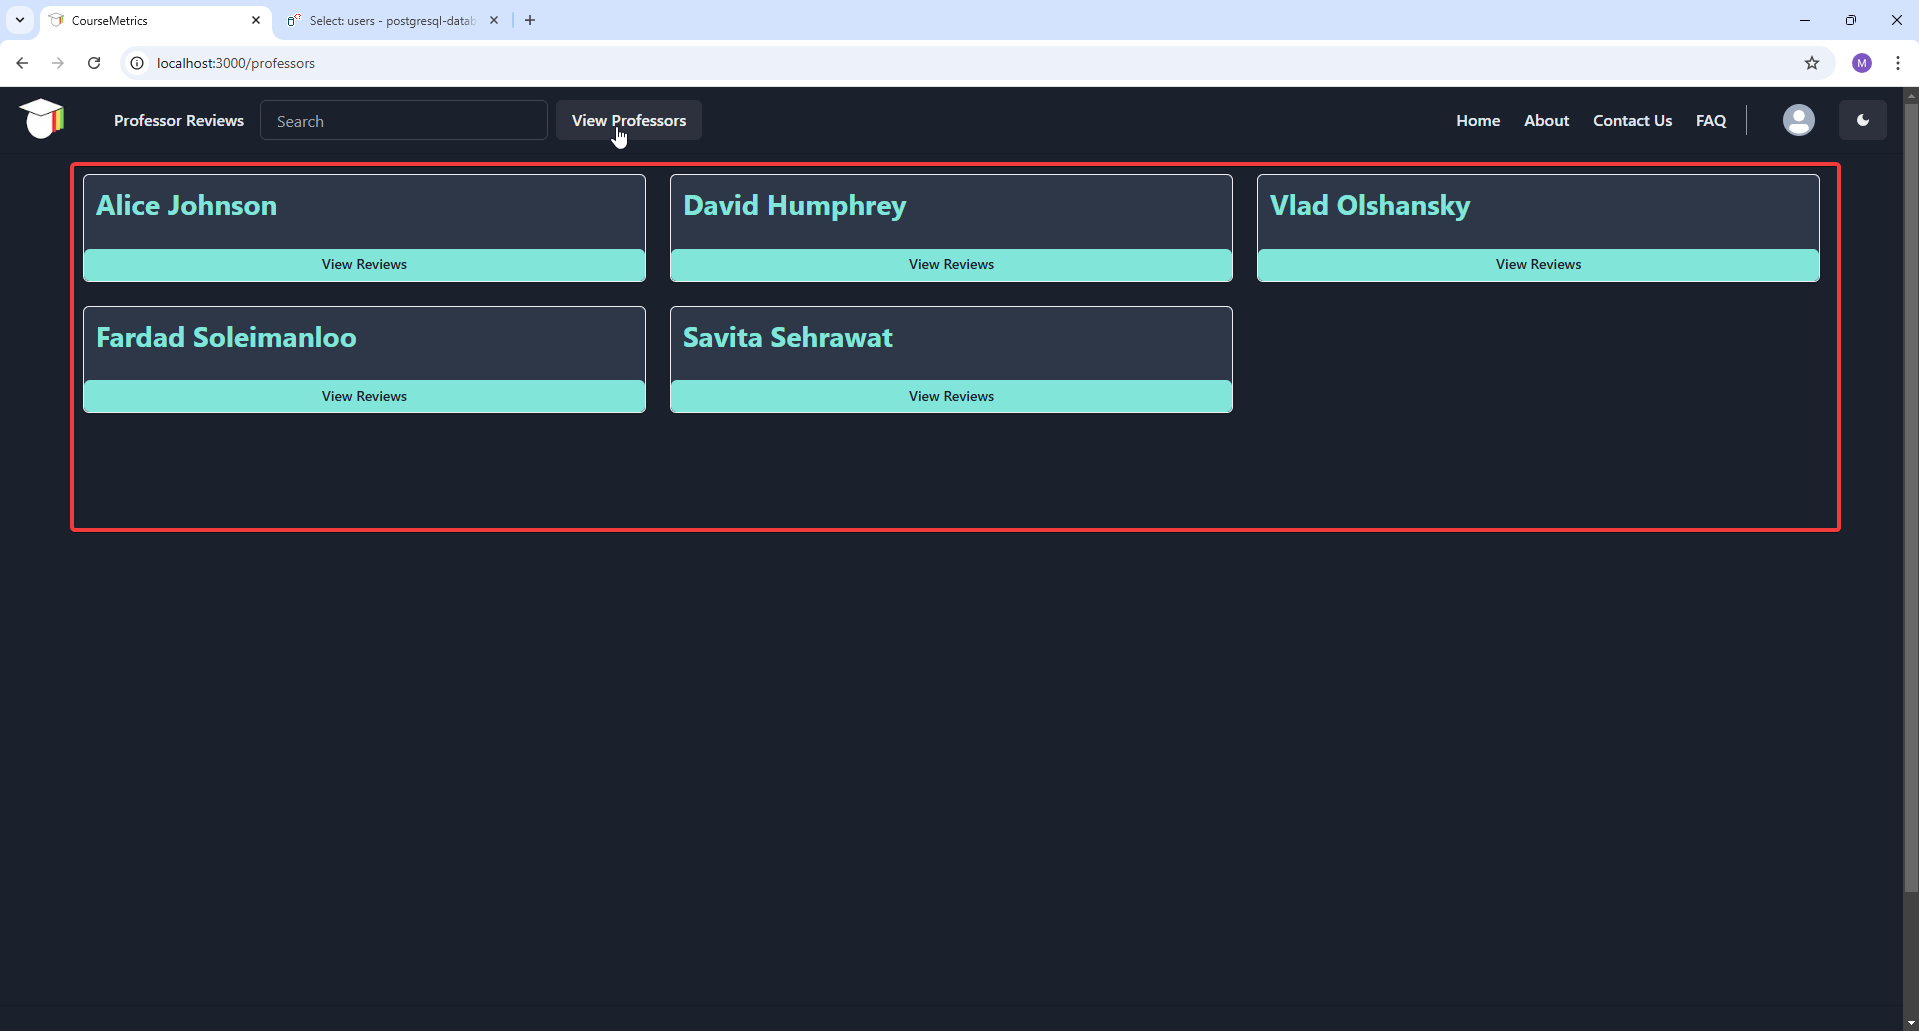 CourseMetrics
Select: users - postgresql-datab
localhost:3000/professors
M
Professor Reviews
Search
View Professors
Home
About
Contact Us
FAQ
Alice Johnson
View Reviews
David Humphrey
View Reviews
Vlad Olshansky
View Reviews
Fardad Soleimanloo
View Reviews
Savita Sehrawat
View Reviews